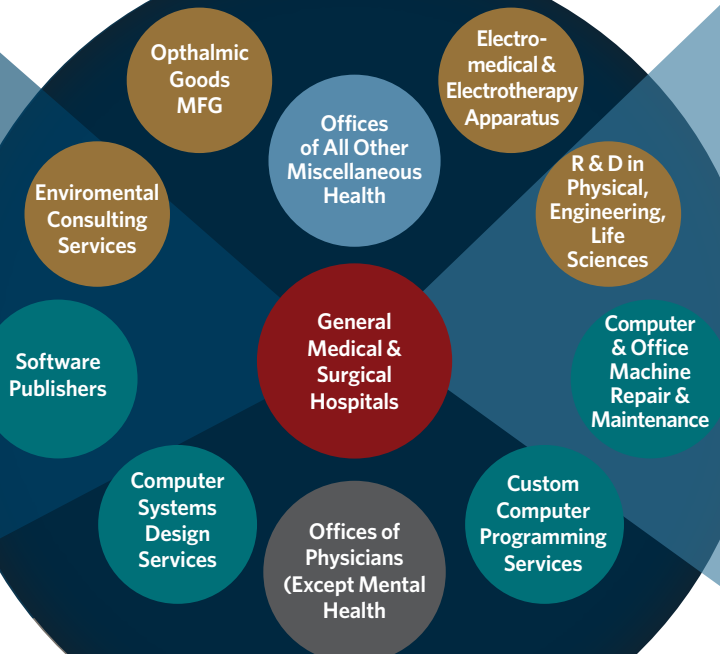 Opthalmic
Goods
MFG
Electro-
medical &
Electrotherapy
Apparatus
Offices
of All Other
Miscellaneous
Health
Enviromental
Consulting
Services
R & D in
Physical,
Engineering,
Life
Sciences
General
Medical &
Surgical
Hospitals
Software
Publishers
Computer
& Office
Machine
Repair &
Maintenance
Computer
Systems
Design
Services
Offices of
Physicians
(Except Mental
Health
Custom
Computer
Programming
Services